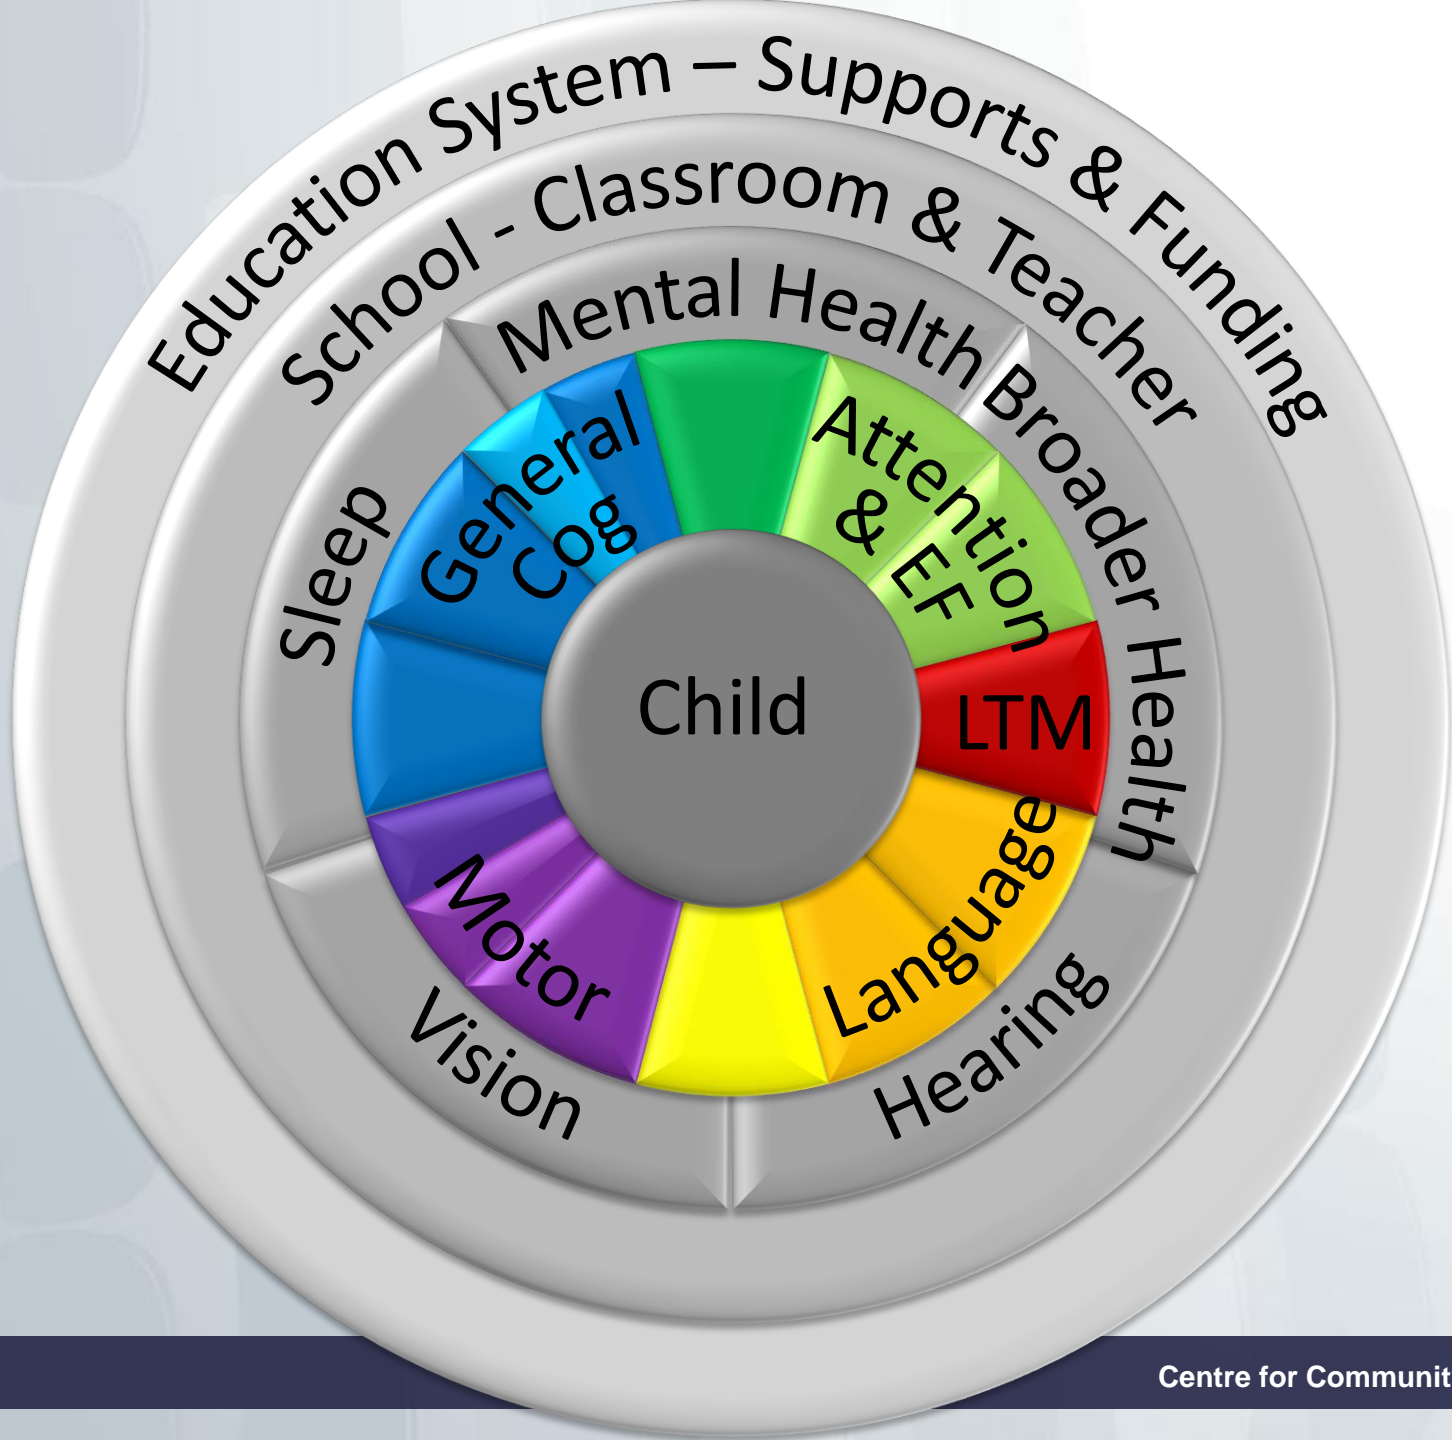 Education System – Supports & Funding
School - Classroom & Teacher
Mental Health
Broader Health
Hearing
Vision
Sleep
General
Cog
Attention
& EF
LTM
Language
Motor
Child
Centre for Communit